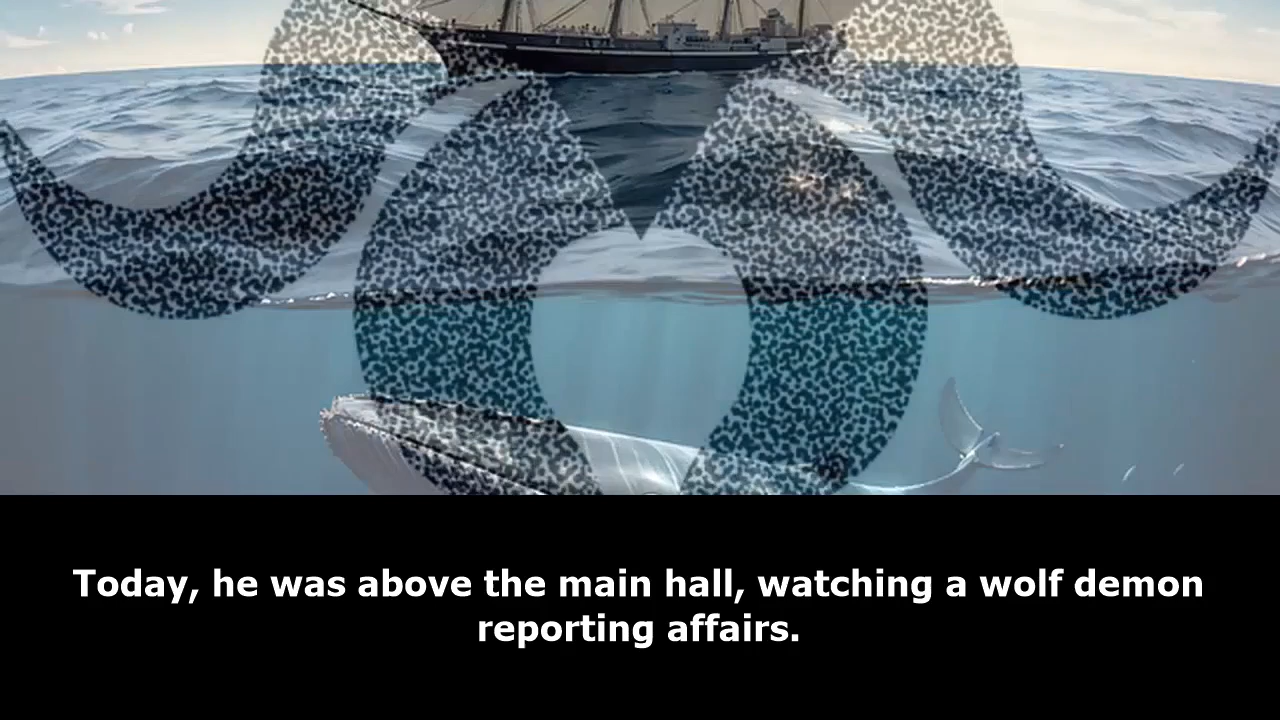 Today, he was above the main hall, watching a wolf demon
reporting affairs.